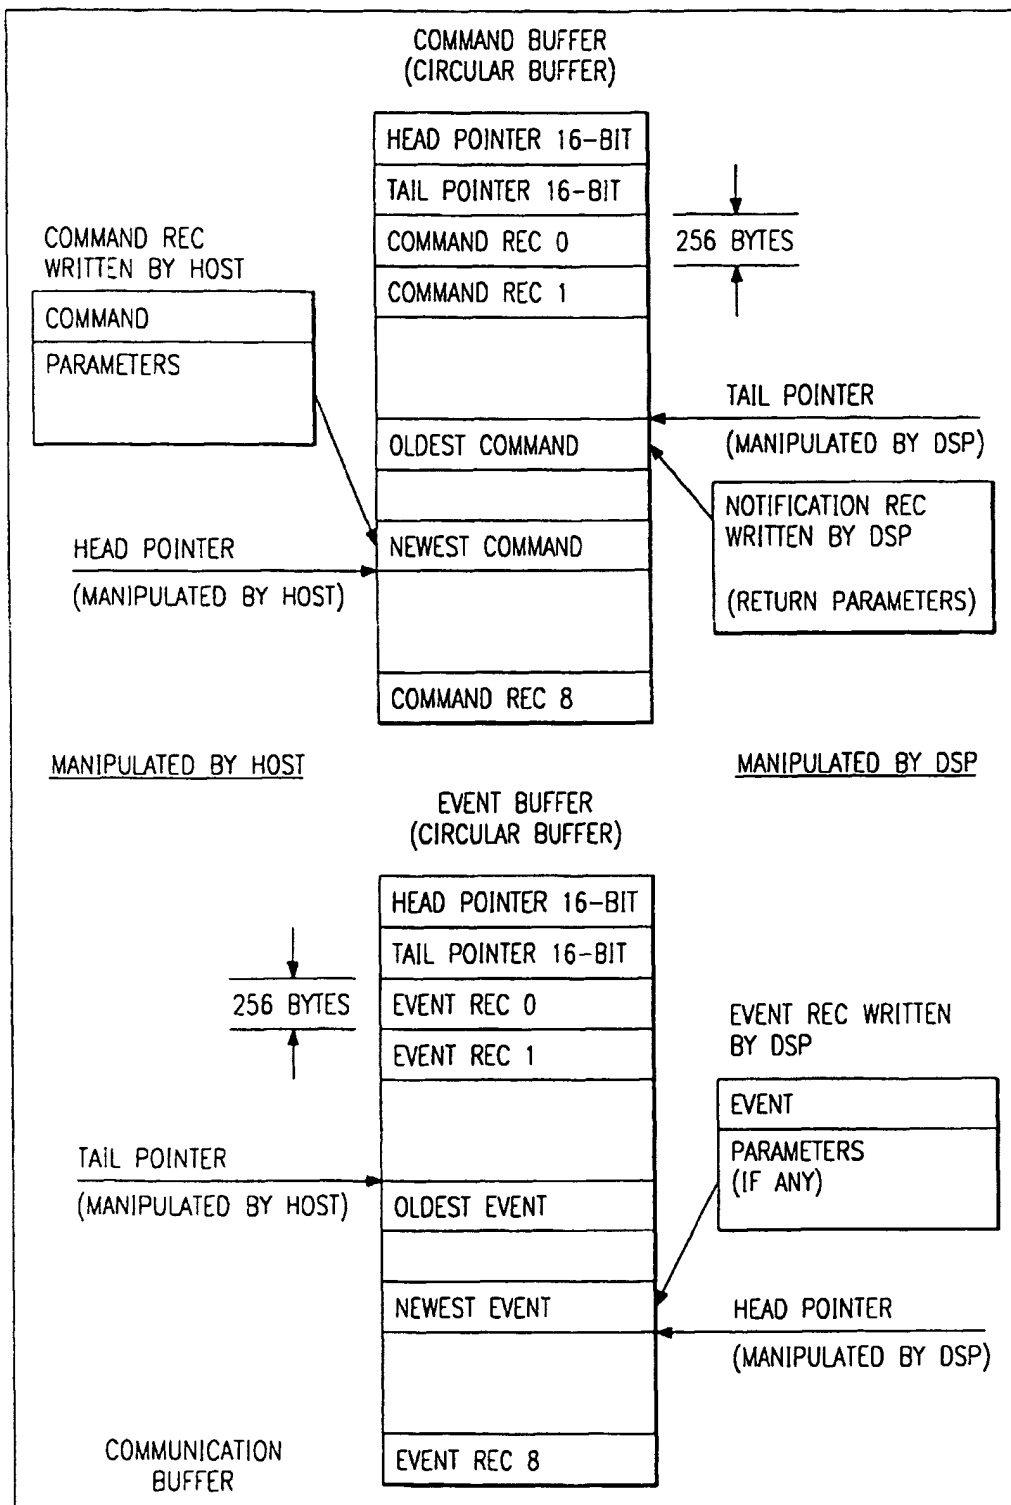 COMMAND BUFFER
(CIRCULAR BUFFER)
HEAD POINTER 16-BIT
TAIL POINTER 16-BIT
COMMAND REC 0
256 BYTES
COMMAND REC 1
COMMAND REC
WRITTEN BY HOST
COMMAND
PARAMETERS
TAIL POINTER
(MANIPULATED BY DSP)
OLDEST COMMAND
NOTIFICATION REC
WRITTEN BY DSP
(RETURN PARAMETERS)
NEWEST COMMAND
HEAD POINTER
(MANIPULATED BY HOST)
COMMAND REC 8
MANIPULATED BY HOST
MANIPULATED BY DSP
EVENT BUFFER
(CIRCULAR BUFFER)
HEAD POINTER 16-BIT
TAIL POINTER 16-BIT
256 BYTES
EVENT REC 0
EVENT REC 1
EVENT REC WRITTEN
BY DSP
EVENT
PARAMETERS
(IF ANY)
TAIL POINTER
(MANIPULATED BY HOST)
OLDEST EVENT
NEWEST EVENT
HEAD POINTER
(MANIPULATED BY DSP)
EVENT REC 8
COMMUNICATION
BUFFER